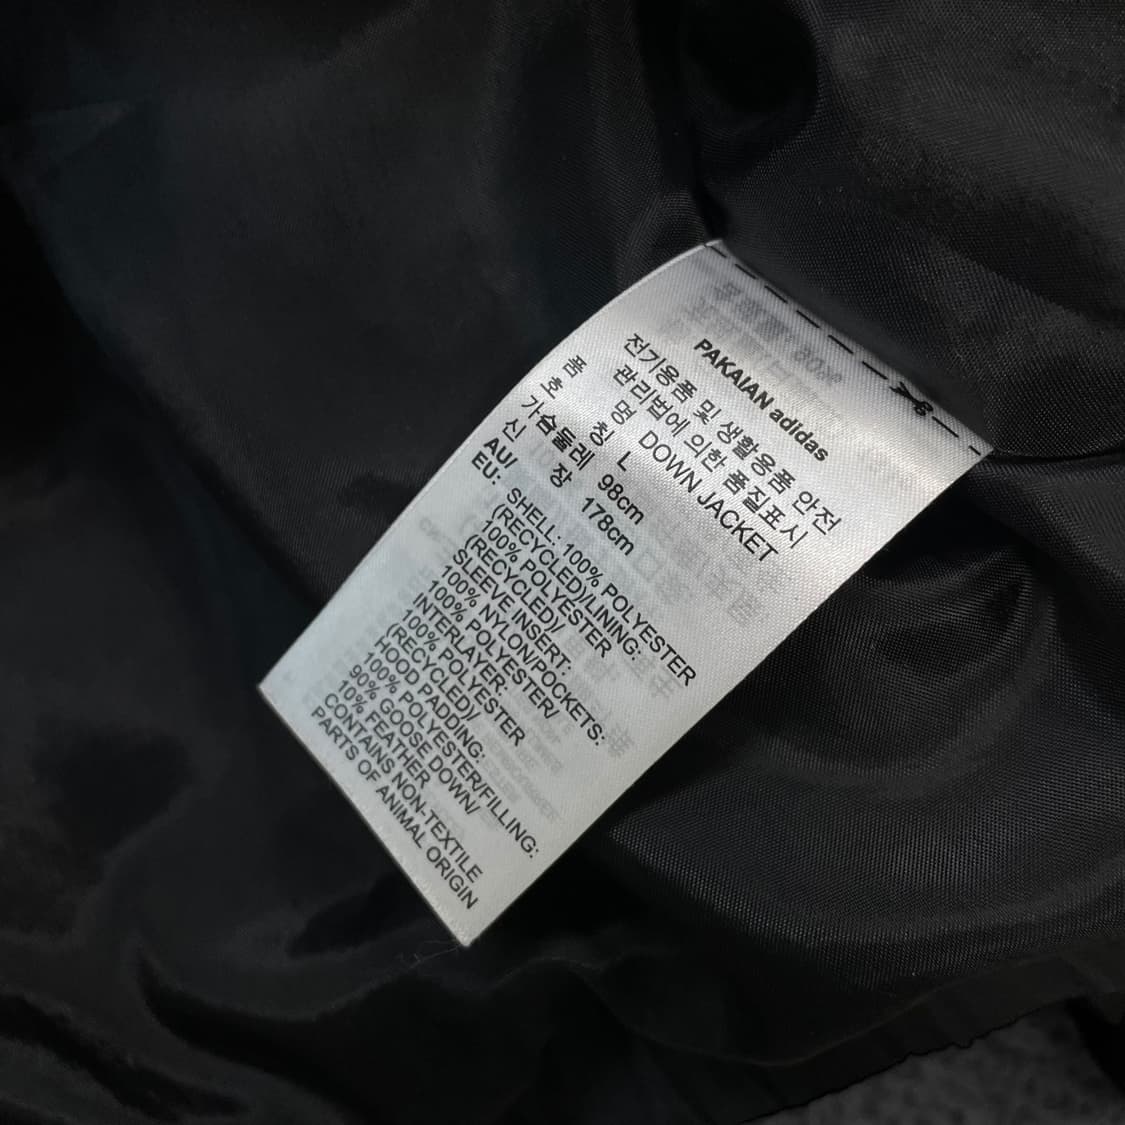 PAKAIAN adidas
전기용품 및 생활용품 안전
관리법에 의한 품질표시
품 명 DOWN JACKET
호 칭 L
가슴둘레 98cm
신 장 178cm
AU/
EU: SHELL: 100% POLYESTER
(RECYCLED)/LINING:
100% POLYESTER
(RECYCLED)/
SLEEVE INSERT:
100% NYLON/POCKETS:
100% POLYESTER/
INTERLAYER:
100% POLYESTER
(RECYCLED)/
HOOD PADDING:
100% POLYESTER/FILLING:
90% GOOSE DOWN/
10% FEATHER
CONTAINS NON-TEXTILE
PARTS OF ANIMAL ORIGIN